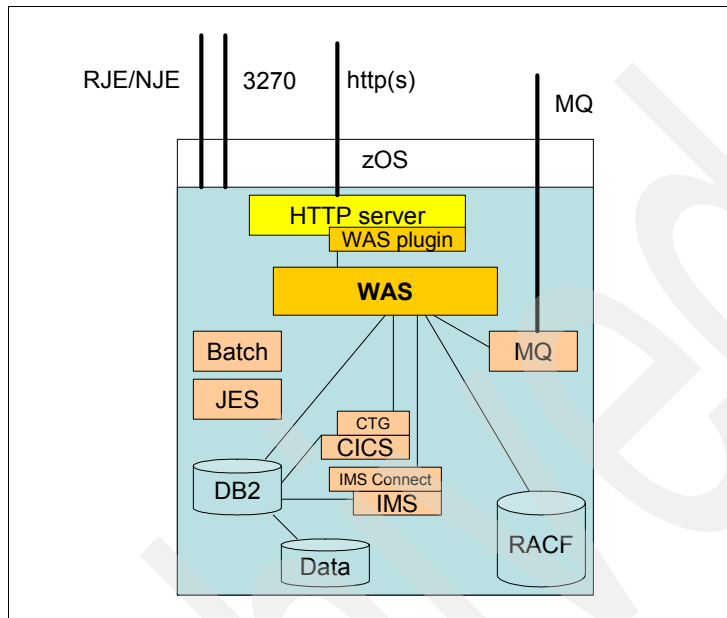 RJE/NJE
3270
http(s)
MQ
zOS
HTTP server
WAS plugin
WAS
Batch
MQ
JES
CTG
CICS
IMS Connect
IMS
DB2
RACF
Data